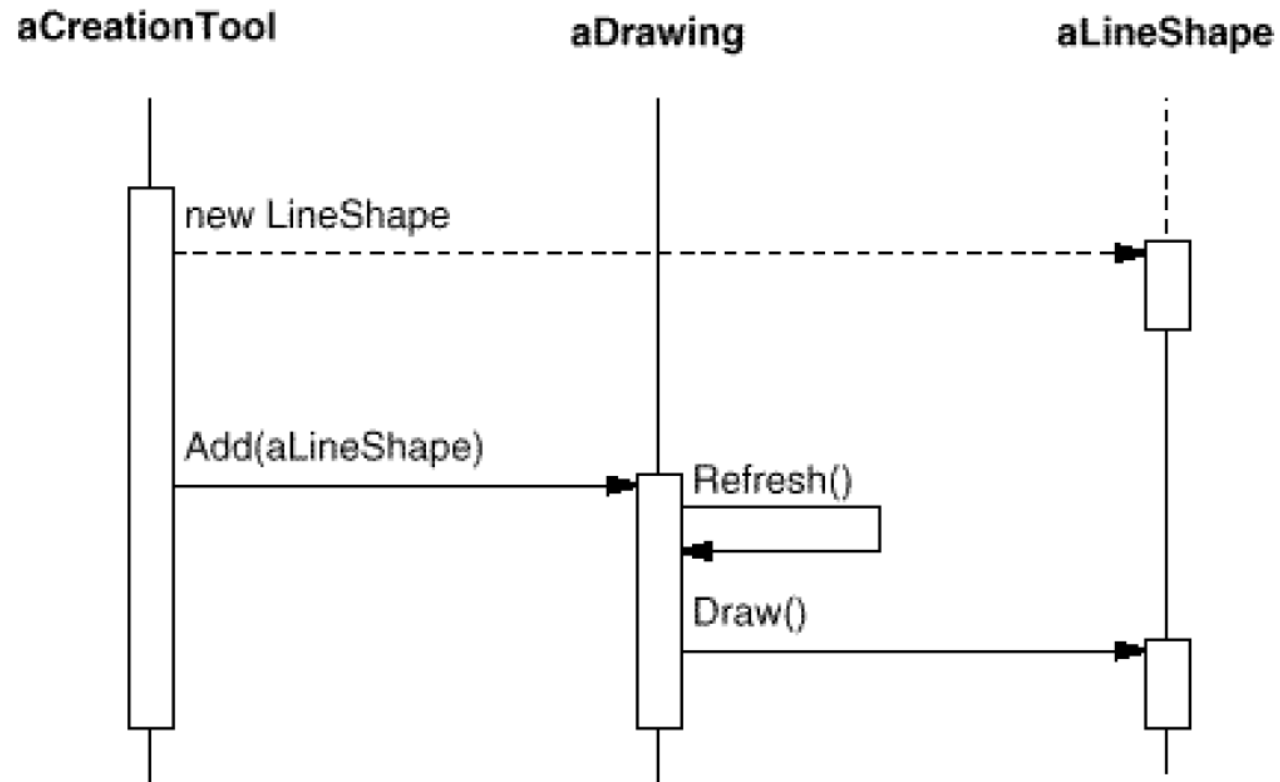 aCreationTool
aDrawing
aLineShape
new LineShape
Add(aLineShape)
Refresh()
Draw()